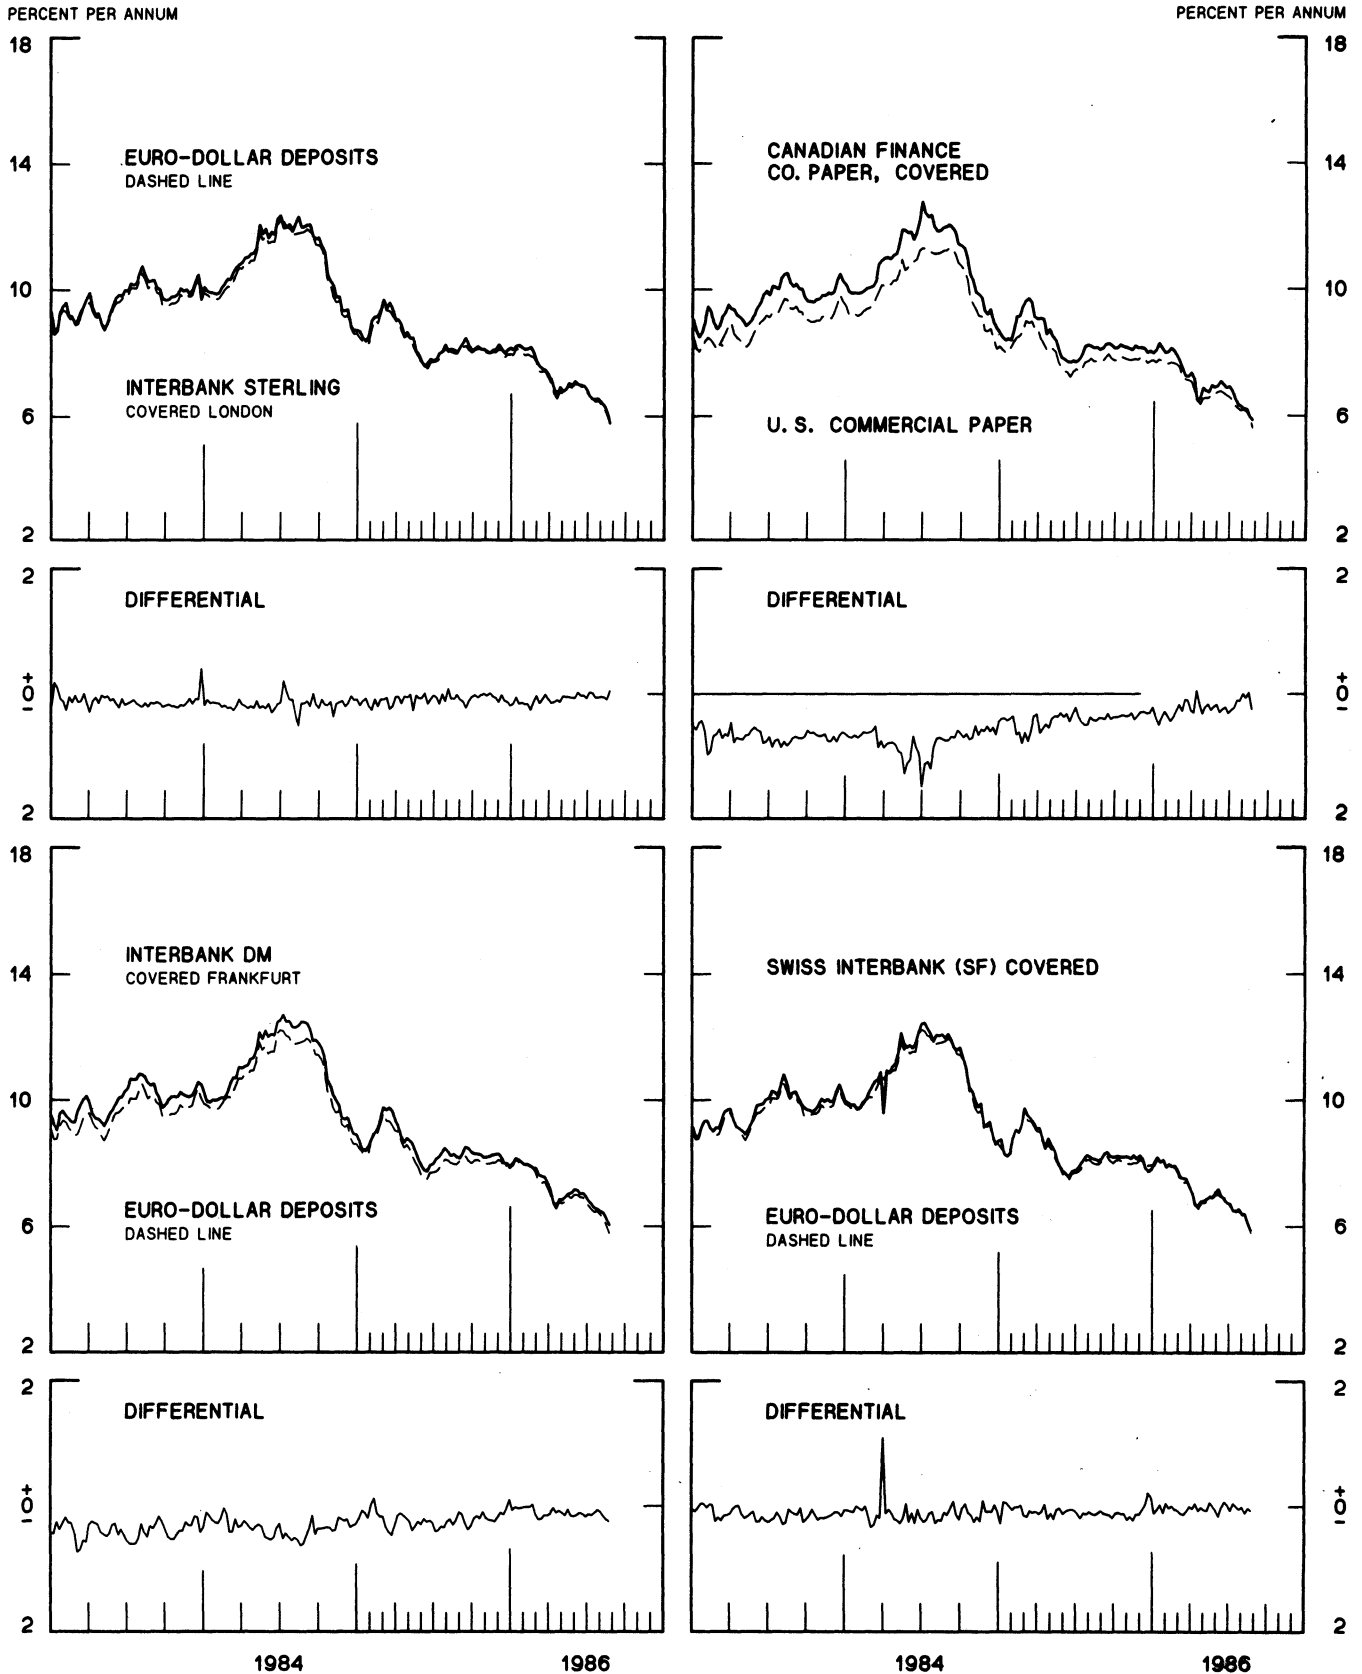 PERCENT PER ANNUM
PERCENT PER ANNUM
18
14
10
6
2
EURO-DOLLAR DEPOSITS
DASHED LINE
INTERBANK STERLING
COVERED LONDON
CANADIAN FINANCE
CO. PAPER, COVERED
U. S. COMMERCIAL PAPER
18
14
10
6
2
2
+
0
−
2
DIFFERENTIAL
DIFFERENTIAL
2
+
0
−
2
18
14
10
6
2
INTERBANK DM
COVERED FRANKFURT
EURO-DOLLAR DEPOSITS
DASHED LINE
SWISS INTERBANK (SF) COVERED
EURO-DOLLAR DEPOSITS
DASHED LINE
18
14
10
6
2
2
+
0
−
2
DIFFERENTIAL
DIFFERENTIAL
2
+
0
−
2
1984
1986
1984
1986